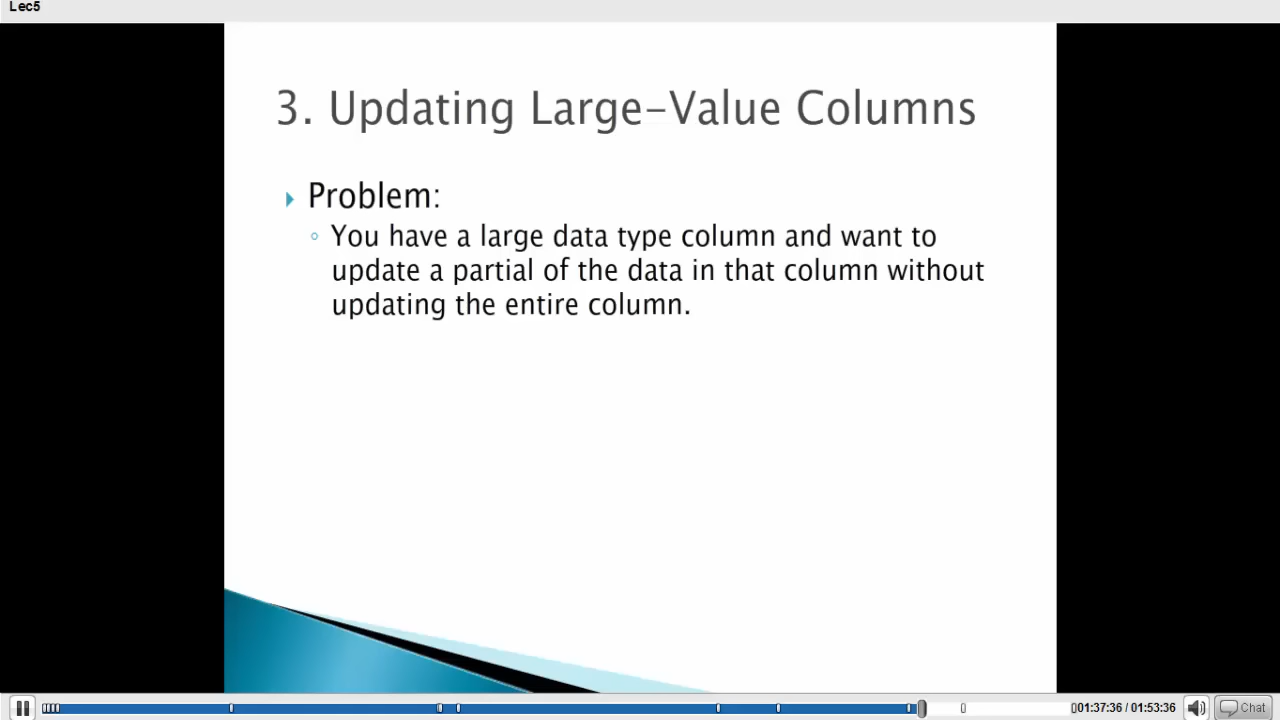 Lec5
3. Updating Large-Value Columns
Problem:
You have a large data type column and want to
update a partial of the data in that column without
updating the entire column.
01:37:36 / 01:53:36
Chat